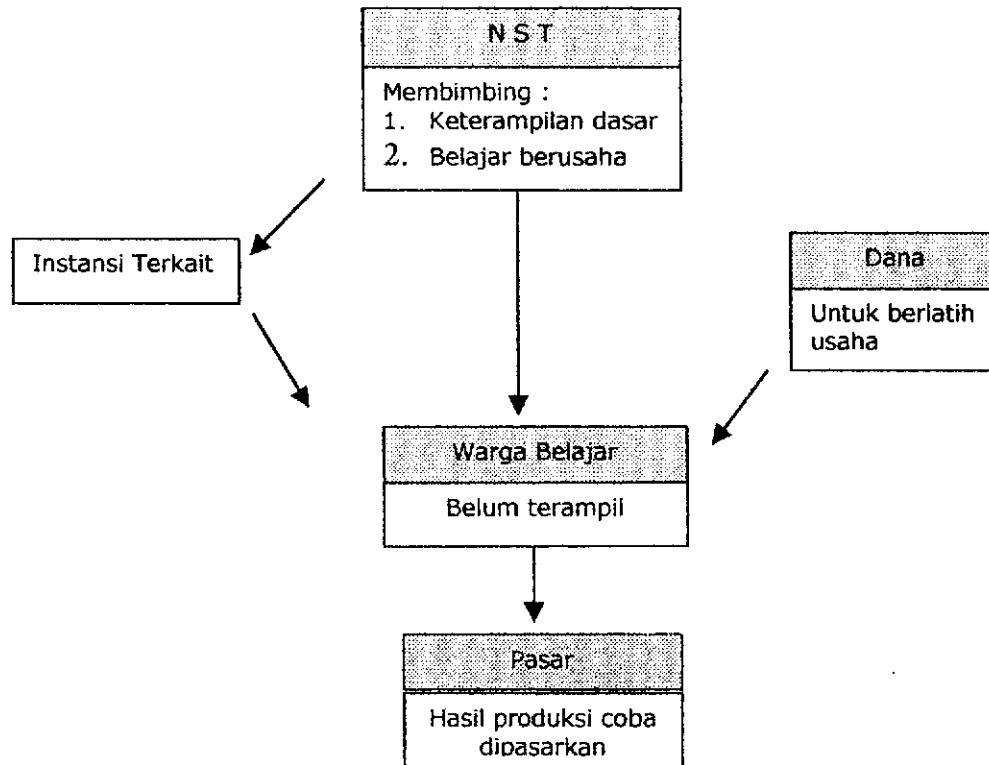 N S T
Membimbing :
1. Keterampilan dasar
2. Belajar berusaha
Instansi Terkait
Dana
Untuk berlatih
usaha
Warga Belajar
Belum terampil
Pasar
Hasil produksi coba
dipasarkan